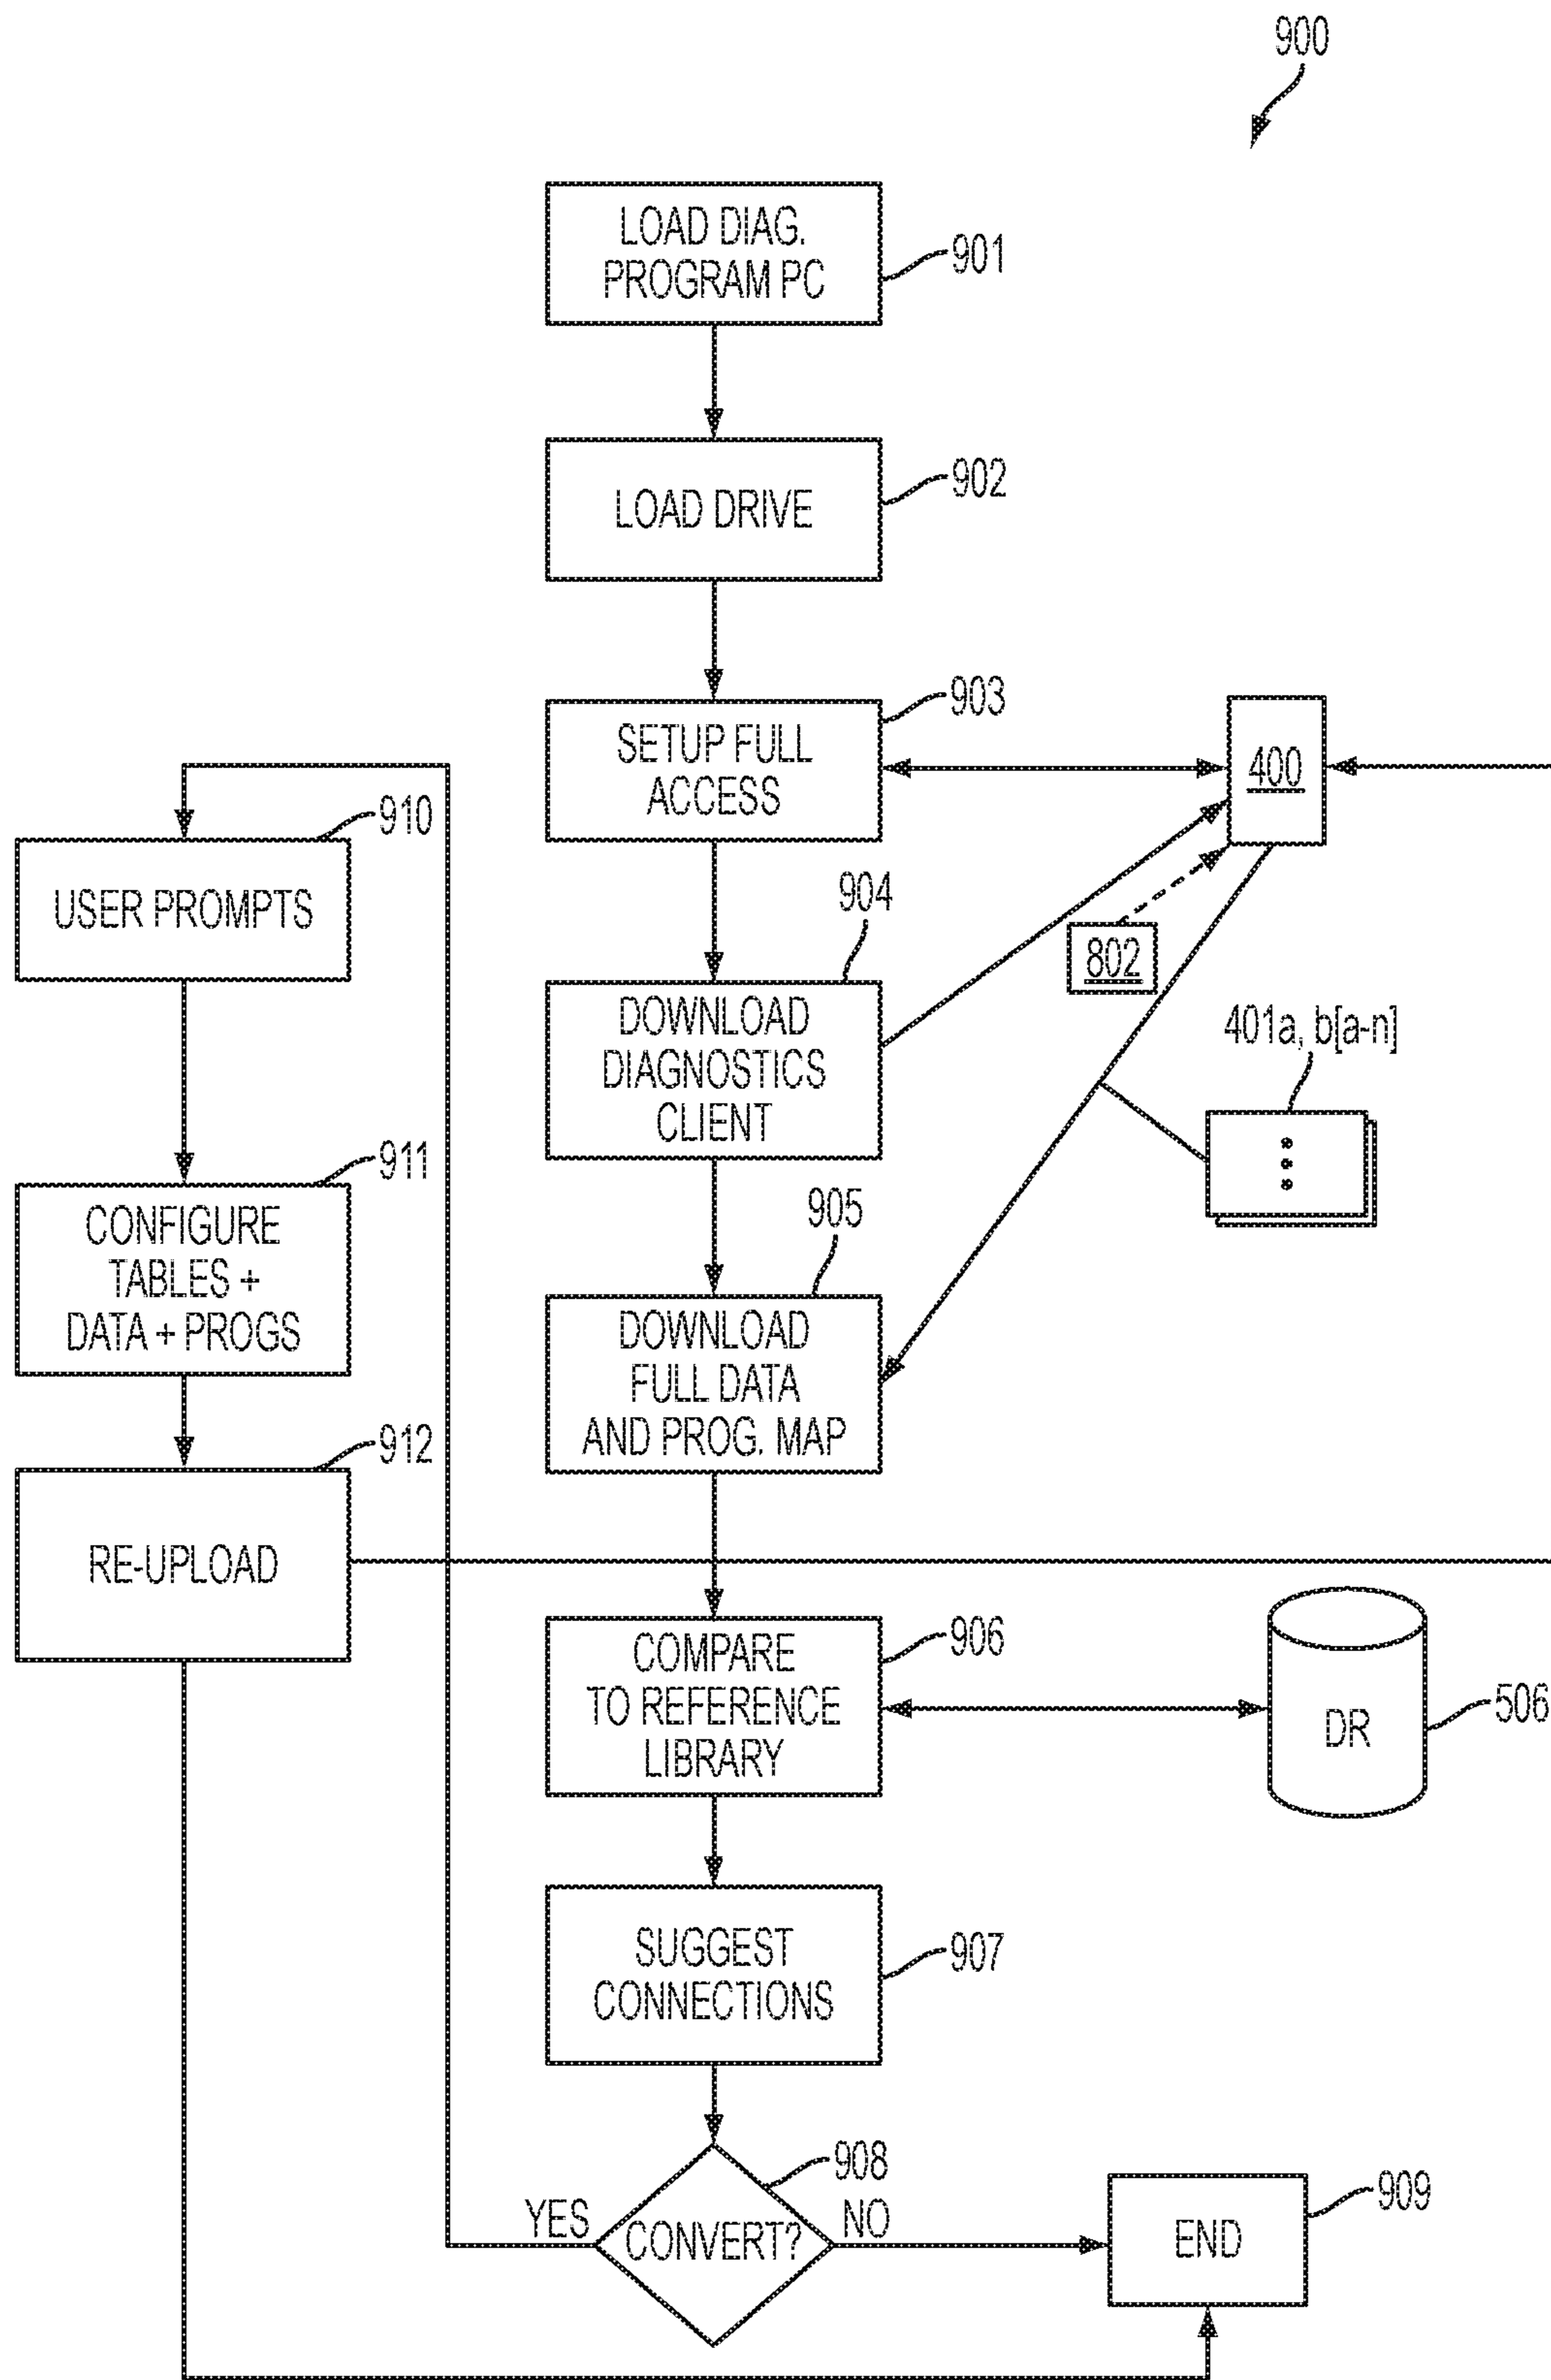 900
LOAD DIAG.
PROGRAM PC
901
LOAD DRIVE
902
903
SETUP FULL
ACCESS
400
910
USER PROMPTS
904
802
DOWNLOAD
DIAGNOSTICS
CLIENT
401a, b[a-n]
911
CONFIGURE
TABLES +
DATA + PROGS
905
DOWNLOAD
FULL DATA
AND PROG. MAP
912
RE-UPLOAD
COMPARE
TO REFERENCE
LIBRARY
906
DR
506
SUGGEST
CONNECTIONS
907
908
YES
CONVERT?
NO
END
909